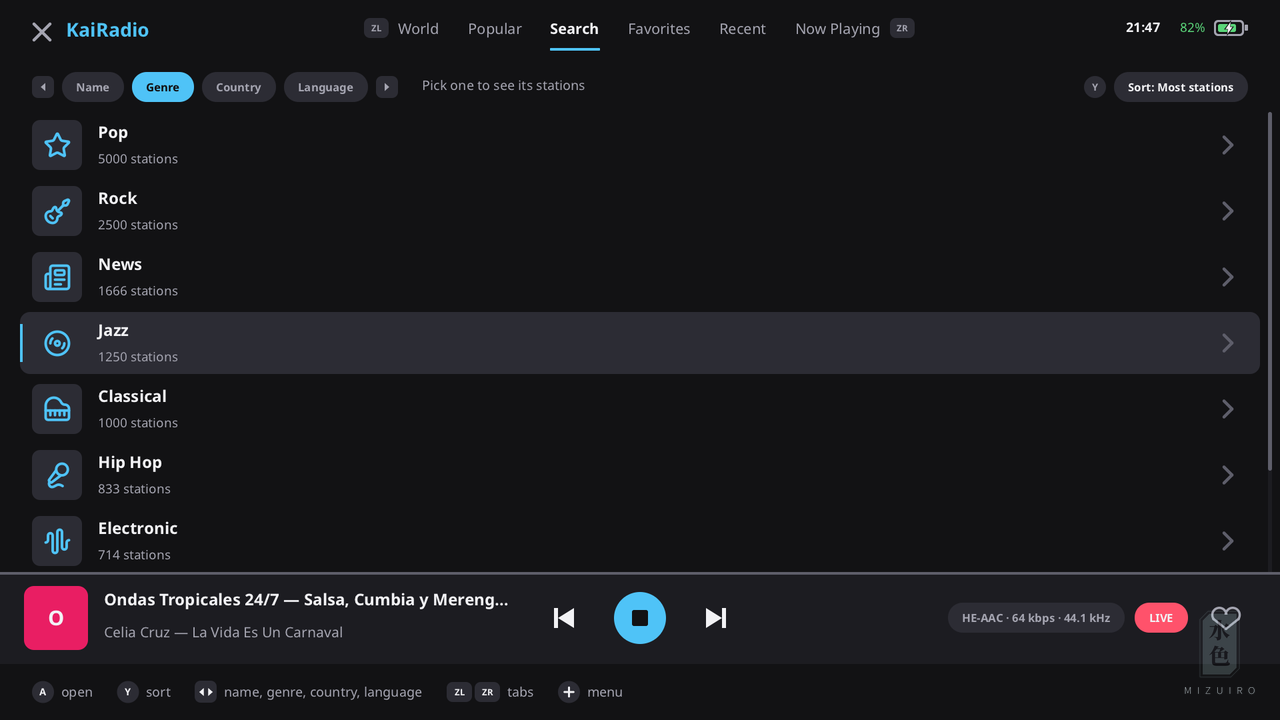 KaiRadio
ZL World Popular Search Favorites Recent Now Playing ZR
21:47 82%
Name Genre Country Language
Pick one to see its stations
Y Sort: Most stations
Pop
5000 stations
Rock
2500 stations
News
1666 stations
Jazz
1250 stations
Classical
1000 stations
Hip Hop
833 stations
Electronic
714 stations
O
Ondas Tropicales 24/7 — Salsa, Cumbia y Mereng...
Celia Cruz — La Vida Es Un Carnaval
HE-AAC · 64 kbps · 44.1 kHz
LIVE
水色
MIZUIRO
A open Y sort name, genre, country, language ZL ZR tabs menu